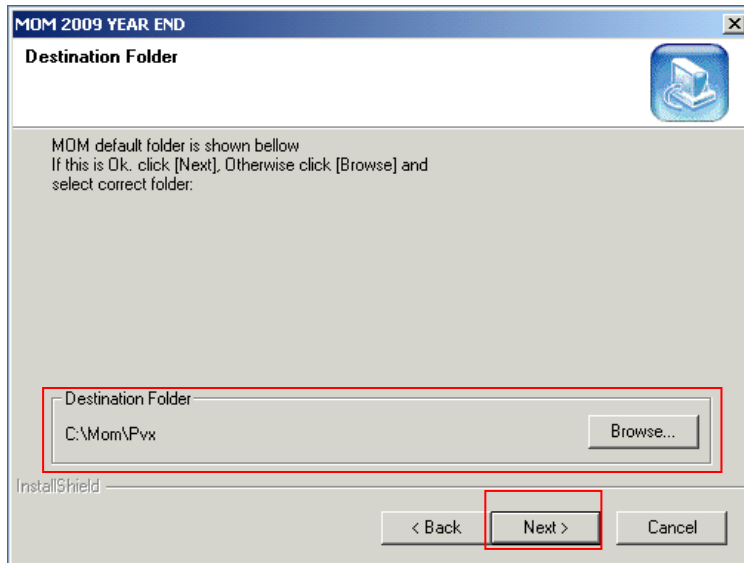 MOM 2009 YEAR END
Destination Folder
MOM default folder is shown bellow
If this is Ok. click [Next], Otherwise click [Browse] and
select correct folder:
Destination Folder
C:\Mom\Pvx
Browse...
InstallShield
< Back
Next >
Cancel